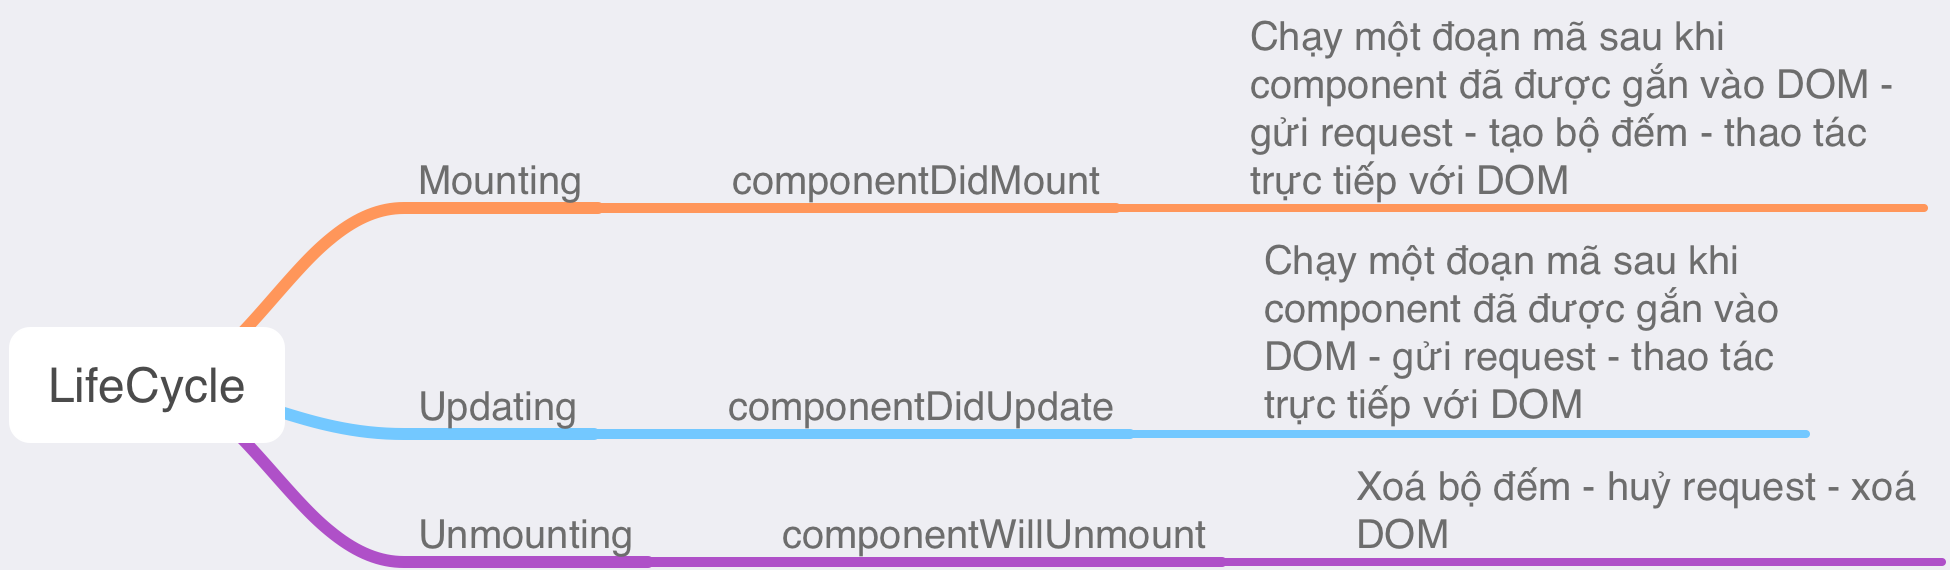 Chạy một đoạn mã sau khi
component đã được gắn vào DOM -
gửi request - tạo bộ đếm - thao tác
trực tiếp với DOM
Mounting
componentDidMount
Chạy một đoạn mã sau khi
component đã được gắn vào
DOM - gửi request - thao tác
trực tiếp với DOM
LifeCycle
Updating
componentDidUpdate
Xoá bộ đếm - huỷ request - xoá
DOM
Unmounting
componentWillUnmount